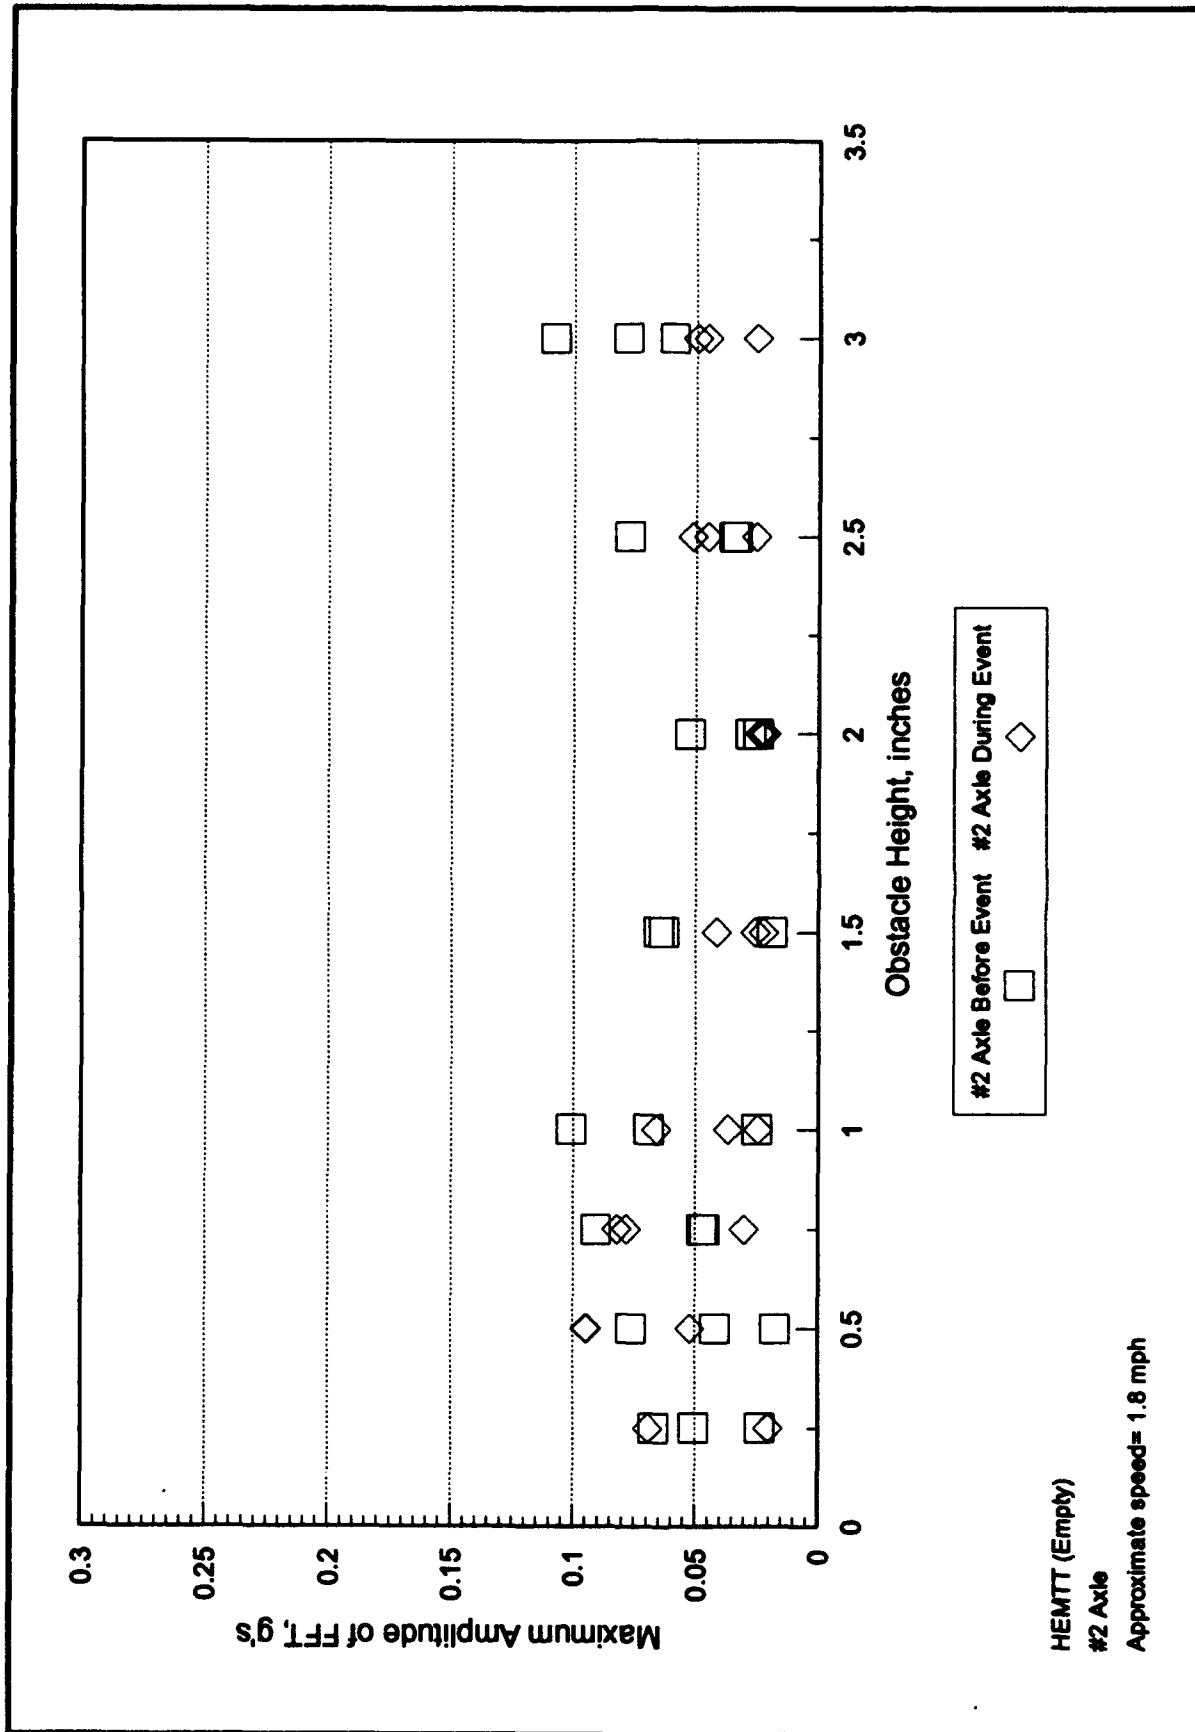 Maximum Amplitude of FFT, g's
0.3
0.25
0.2
0.15
0.1
0.05
0
0
0.5
1
1.5
2
2.5
3
3.5
Obstacle Height, inches
#2 Axle Before Event #2 Axle During Event
HEMTT (Empty)
#2 Axle
Approximate speed= 1.8 mph